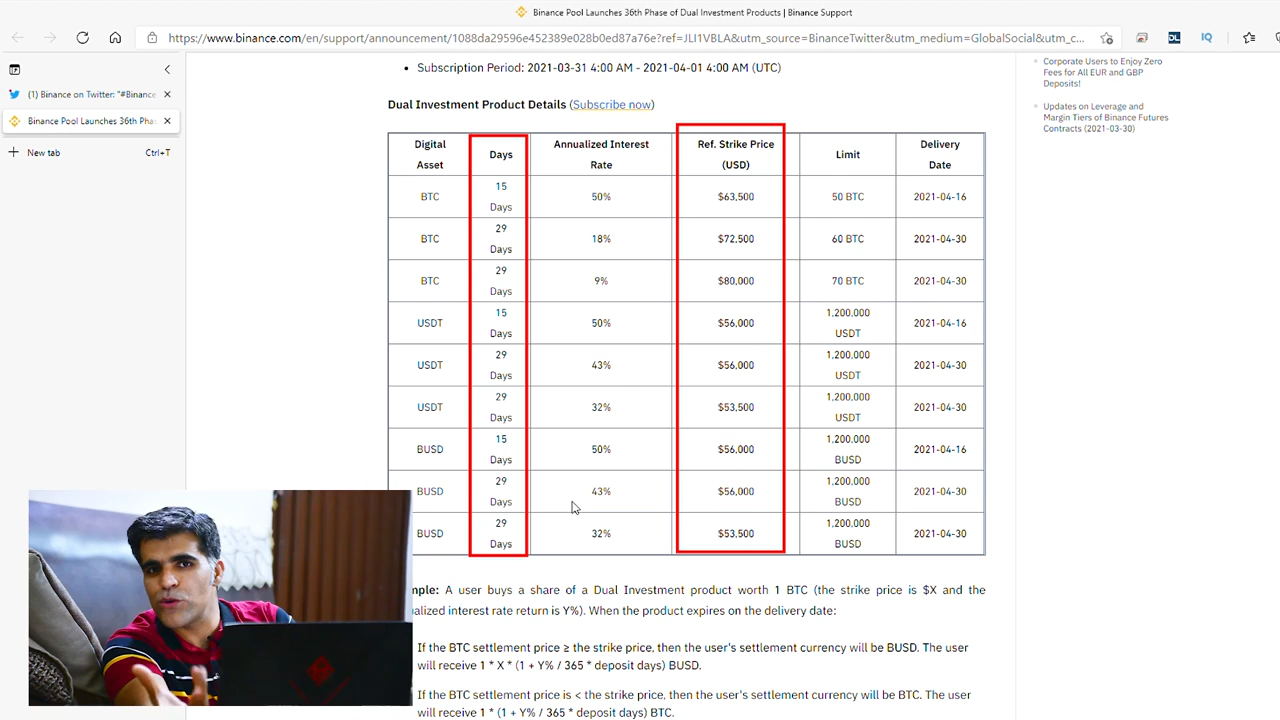 Binance Pool Launches 36th Phase of Dual Investment Products | Binance Support
https://www.binance.com/en/support/announcement/1088da29596e452389e028b0ed87a76e?ref=JLI1VBLA&utm_source=BinanceTwitter&utm_medium=GlobalSocial&utm_c...
DL
IQ
(1) Binance on Twitter: "#Binance
Binance Pool Launches 36th Pha
New tab
Ctrl+T
• Subscription Period: 2021-03-31 4:00 AM - 2021-04-01 4:00 AM (UTC)
Dual Investment Product Details (Subscribe now)
Digital Asset Days Annualized Interest Rate Ref. Strike Price (USD) Limit Delivery Date
BTC 15 Days 50% $63,500 50 BTC 2021-04-16
BTC 29 Days 18% $72,500 60 BTC 2021-04-30
BTC 29 Days 9% $80,000 70 BTC 2021-04-30
USDT 15 Days 50% $56,000 1,200,000 USDT 2021-04-16
USDT 29 Days 43% $56,000 1,200,000 USDT 2021-04-30
USDT 29 Days 32% $53,500 1,200,000 USDT 2021-04-30
BUSD 15 Days 50% $56,000 1,200,000 BUSD 2021-04-16
BUSD 29 Days 43% $56,000 1,200,000 BUSD 2021-04-30
BUSD 29 Days 32% $53,500 1,200,000 BUSD 2021-04-30
mple: A user buys a share of a Dual Investment product worth 1 BTC (the strike price is $X and the
alized interest rate return is Y%). When the product expires on the delivery date:
If the BTC settlement price ≥ the strike price, then the user's settlement currency will be BUSD. The user
will receive 1 * X * (1 + Y% / 365 * deposit days) BUSD.
If the BTC settlement price is < the strike price, then the user's settlement currency will be BTC. The user
will receive 1 * (1 + Y% / 365 * deposit days) BTC.
Corporate Users to Enjoy Zero
Fees for All EUR and GBP
Deposits!
Updates on Leverage and
Margin Tiers of Binance Futures
Contracts (2021-03-30)